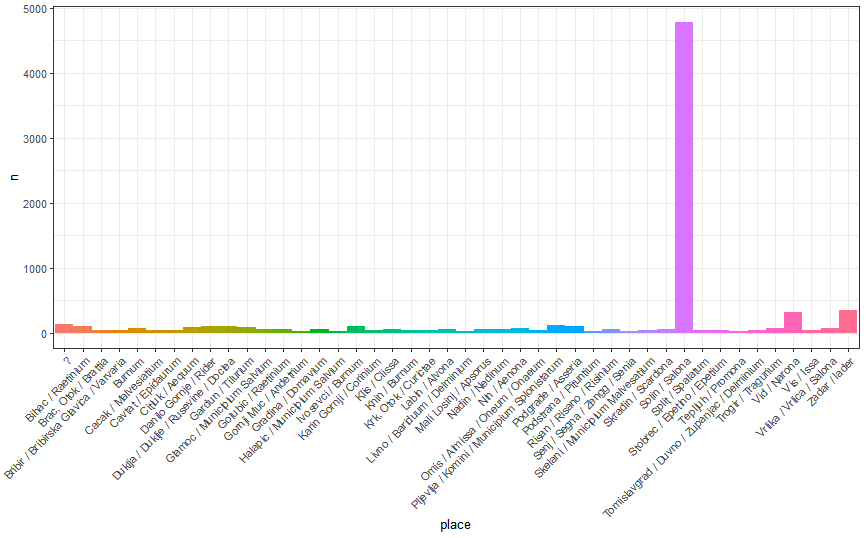 5000
4000
3000
2000
1000
0
n
?
Bihac / Raetinium
Brac, Otok / Brattia
Bribir / Bribirska Glavica / Varvaria
Burnum
Cacak / Malvesiatium
Cavtat / Epidaurum
Citluk / Aequum
Danilo Gornje / Rider
Duklja / Duklje / Rusevine / Doclea
Gardun / Tilurium
Glamoc / Municipium Salvium
Golubic / Raetinium
Gornji Muc / Andetrium
Gradina / Domavium
Halapic / Municipium Salvium
Ivosevci / Burnum
Karin Gornji / Corinium
Klis / Clissa
Knin / Burnum
Krk, Otok / Curictae
Labin / Alvona
Livno / Bariduum / Delminium
Mali Losinj / Apsorus
Nadin / Nedinum
Nin / Aenona
Omis / Almissa / Oneum / Onaeum
Pljevlja / Komini / Municipium Splonistarum
Podgrade / Asseria
Podstrana / Pituntium
Risan / Risano / Risinium
Senj / Segna / Zengg / Senia
Skelani / Municipium Malvesatium
Skradin / Scardona
Solin / Salona
Split / Spalatum
Stobrec / Epetino / Epetium
Tepljuh / Promona
Tomislavgrad / Duvno / Zupanjac / Delminium
Trogir / Tragurium
Vid / Narona
Vis / Issa
Vrlika / Vrlica / Salona
Zadar / Iader
place